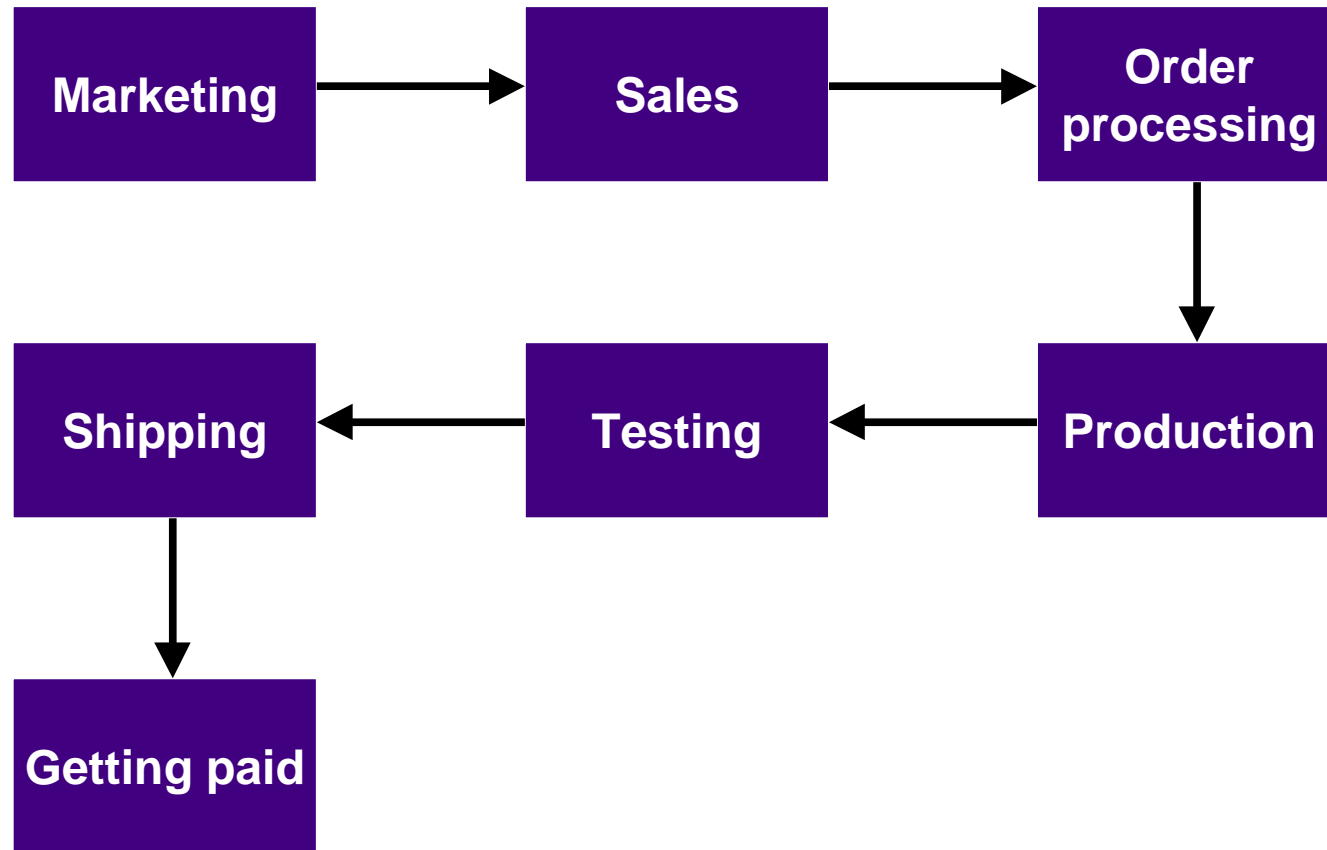 Marketing
Sales
Order
processing
Shipping
Testing
Production
Getting paid